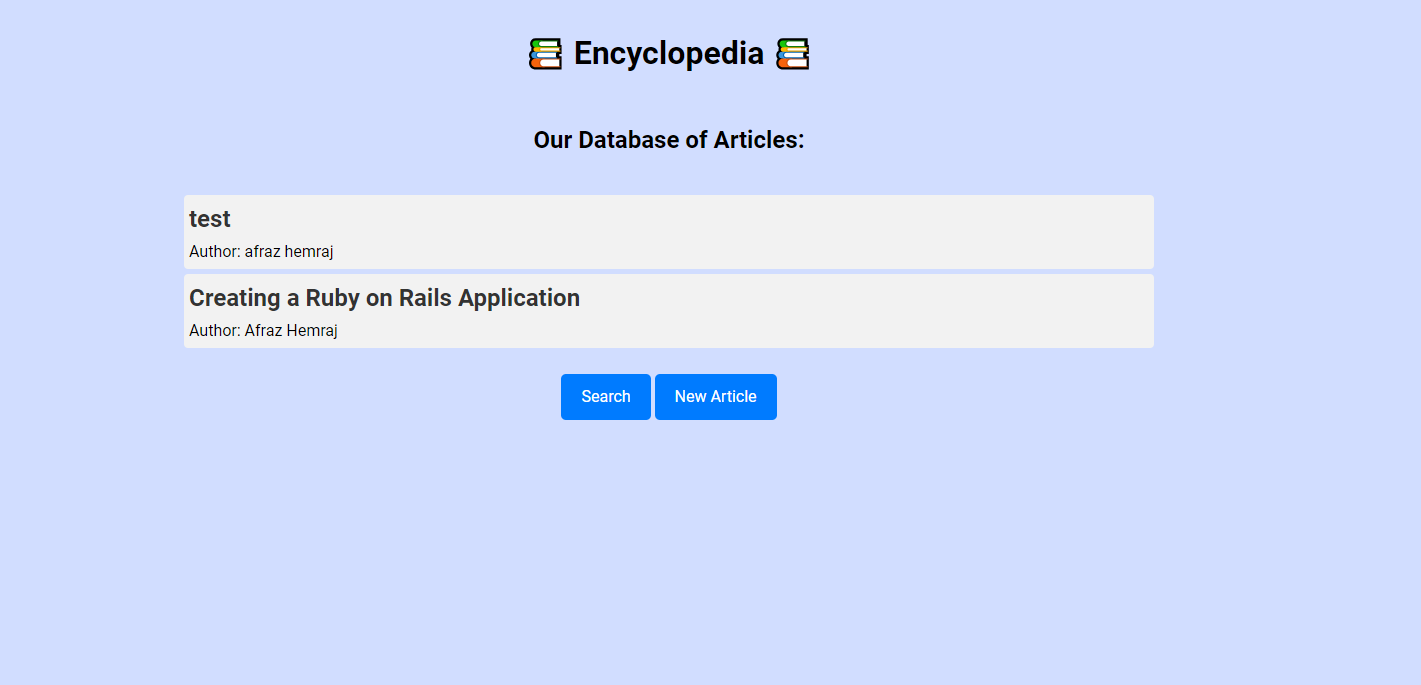 📚 Encyclopedia 📚
Our Database of Articles:
test
Author: afraz hemraj
Creating a Ruby on Rails Application
Author: Afraz Hemraj
Search
New Article